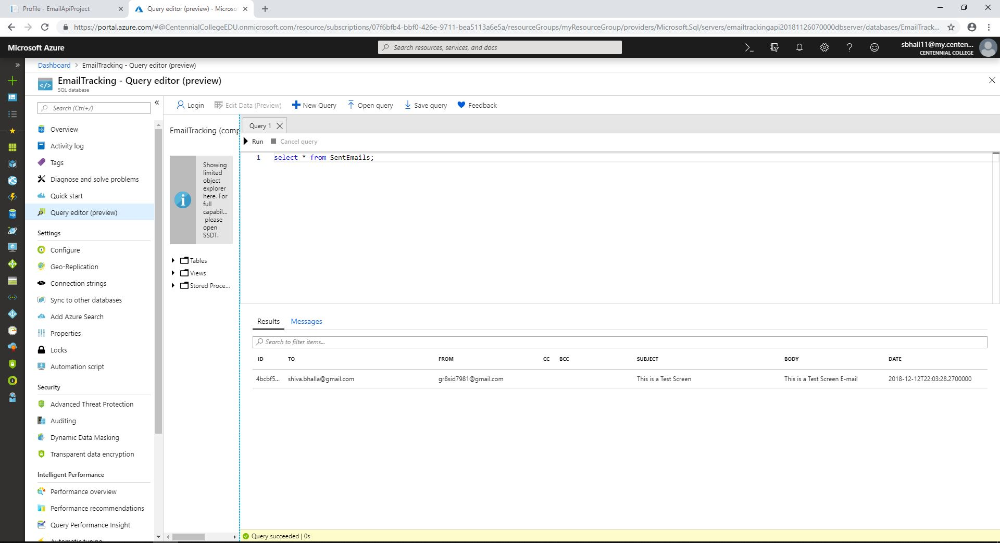 Profile - EmailApiProject
Query editor (preview) - Microso
https://portal.azure.com/#@CentennialCollegeEDU.onmicrosoft.com/resource/subscriptions/07f6bfb4-bbf0-426e-9711-bea5113a6e5a/resourceGroups/myResourceGroup/providers/Microsoft.Sql/servers/emailtrackingapi20181126070000dbserver/databases/EmailTrack...
Microsoft Azure
Search resources, services, and docs
sbhall11@my.centen...
CENTENNIAL COLLEGE
Dashboard > EmailTracking - Query editor (preview)
EmailTracking - Query editor (preview)
SQL database
Search (Ctrl+/)
Overview
Activity log
Tags
Diagnose and solve problems
Quick start
Query editor (preview)
Settings
Configure
Geo-Replication
Connection strings
Sync to other databases
Add Azure Search
Properties
Locks
Automation script
Security
Advanced Threat Protection
Auditing
Dynamic Data Masking
Transparent data encryption
Intelligent Performance
Performance overview
Performance recommendations
Query Performance Insight
Automatic tuning
Login
Edit Data (Preview)
New Query
Open query
Save query
Feedback
EmailTracking (comp
Showing
limited
object
explorer
here. For
full
capabil...
please
open
SSDT.
Tables
Views
Stored Proce...
Query 1
Run
Cancel query
1 select * from SentEmails;
Results
Messages
Search to filter items...
ID TO FROM CC BCC SUBJECT BODY DATE
4bcbf5... shiva.bhalla@gmail.com gr8sid7981@gmail.com This is a Test Screen This is a Test Screen E-mail 2018-12-12T22:03:28.2700000
Query succeeded | 0s